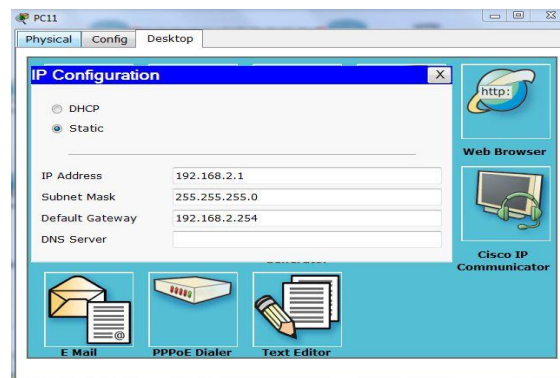 PC11
Physical Config Desktop
IP Configuration X
DHCP
Static
IP Address 192.168.2.1
Subnet Mask 255.255.255.0
Default Gateway 192.168.2.254
DNS Server
http:
Web Browser
Cisco IP
Communicator
@
E Mail PPPoE Dialer Text Editor